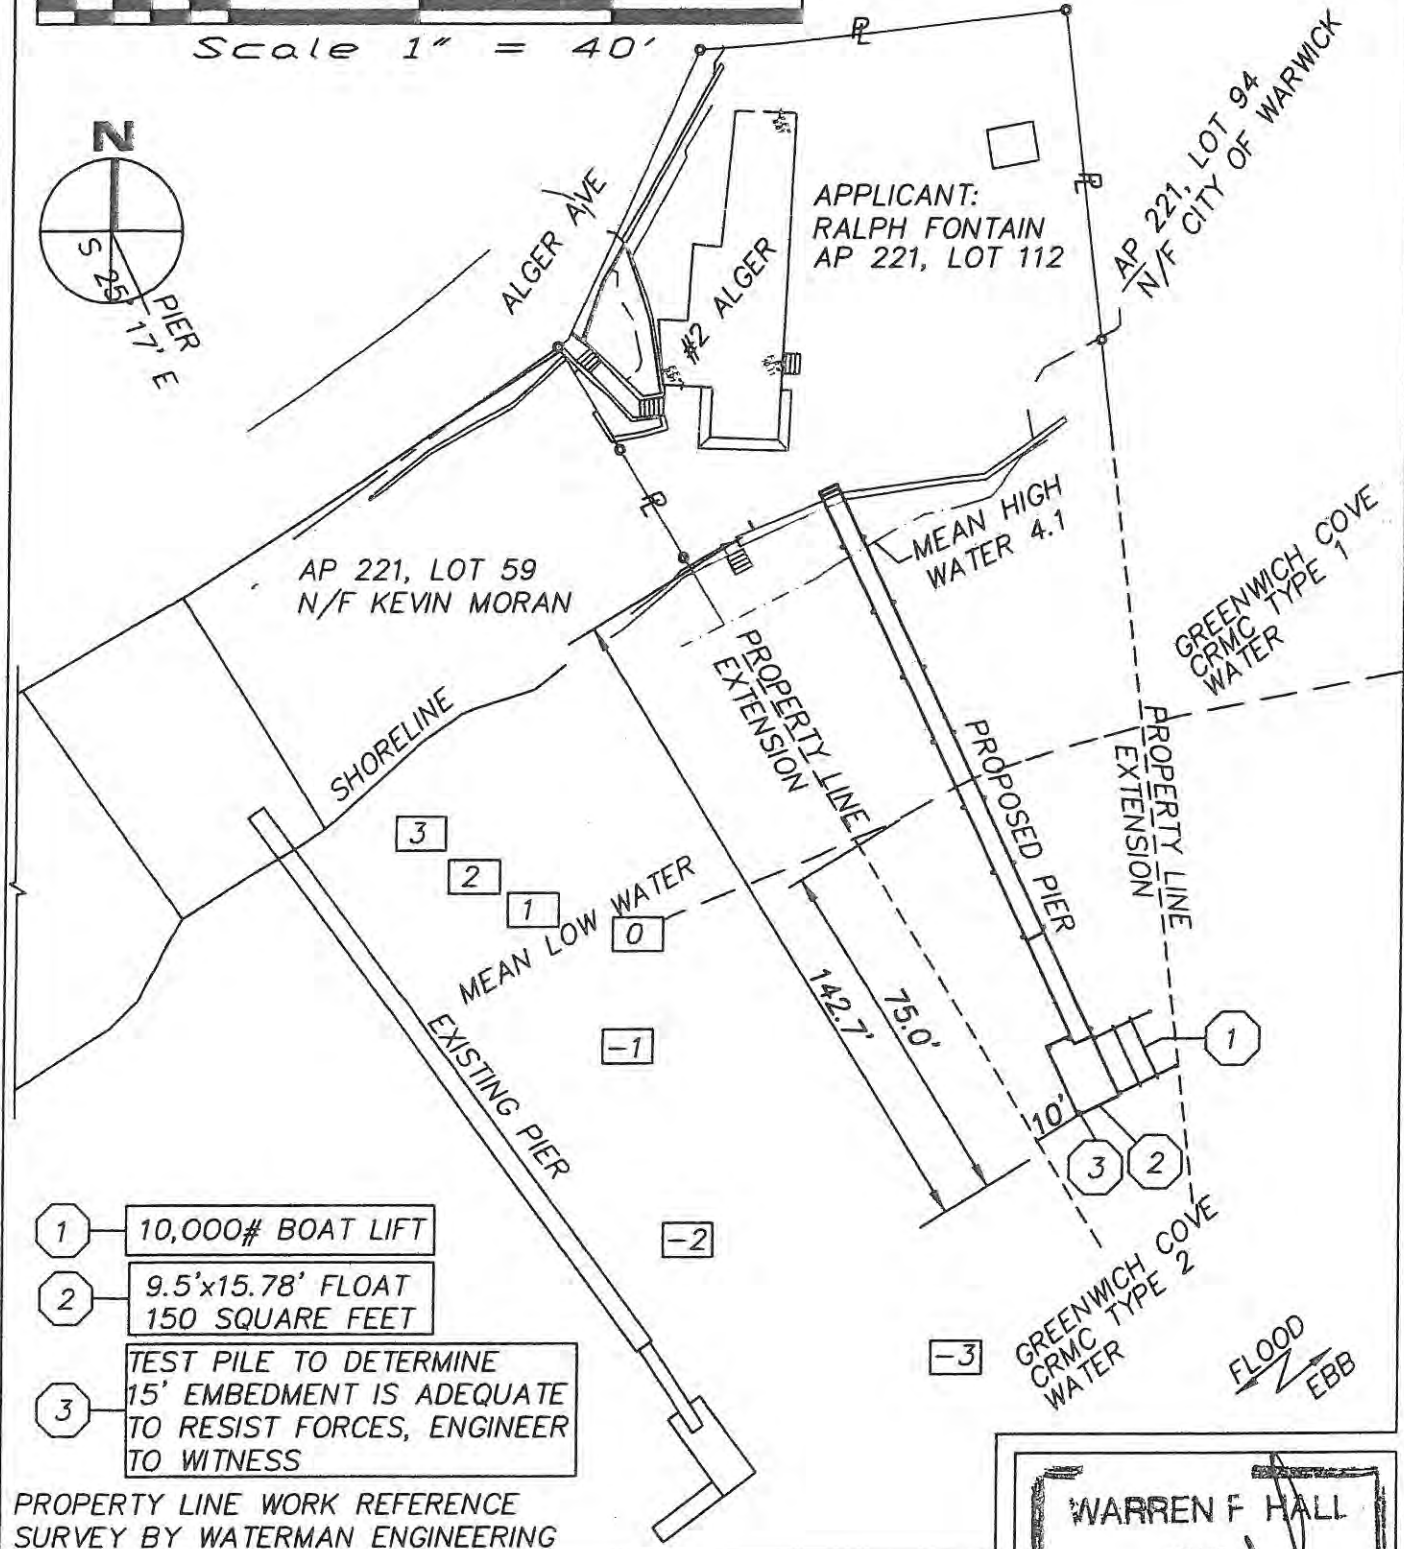 Scale 1" = 40'
N
S 25°
17' E
PIER
ALGER AVE
#2 ALGER
PL
PL
PL
APPLICANT:
RALPH FONTAIN
AP 221, LOT 112
AP 221, LOT 94
N/F CITY OF WARWICK
AP 221, LOT 59
N/F KEVIN MORAN
MEAN HIGH
WATER 4.1
GREENWICH COVE
CRMC TYPE 1
WATER
SHORELINE
PROPERTY LINE
EXTENSION
PROPOSED PIER
PROPERTY LINE
EXTENSION
3
2
1
0
MEAN LOW WATER
-1
-2
-3
EXISTING PIER
142.7'
75.0'
10'
1
3
2
GREENWICH COVE
CRMC TYPE 2
WATER
FLOOD
EBB
1 10,000# BOAT LIFT
2 9.5'x15.78' FLOAT
150 SQUARE FEET
3 TEST PILE TO DETERMINE
15' EMBEDMENT IS ADEQUATE
TO RESIST FORCES, ENGINEER
TO WITNESS
PROPERTY LINE WORK REFERENCE
SURVEY BY WATERMAN ENGINEERING
WARREN F HALL